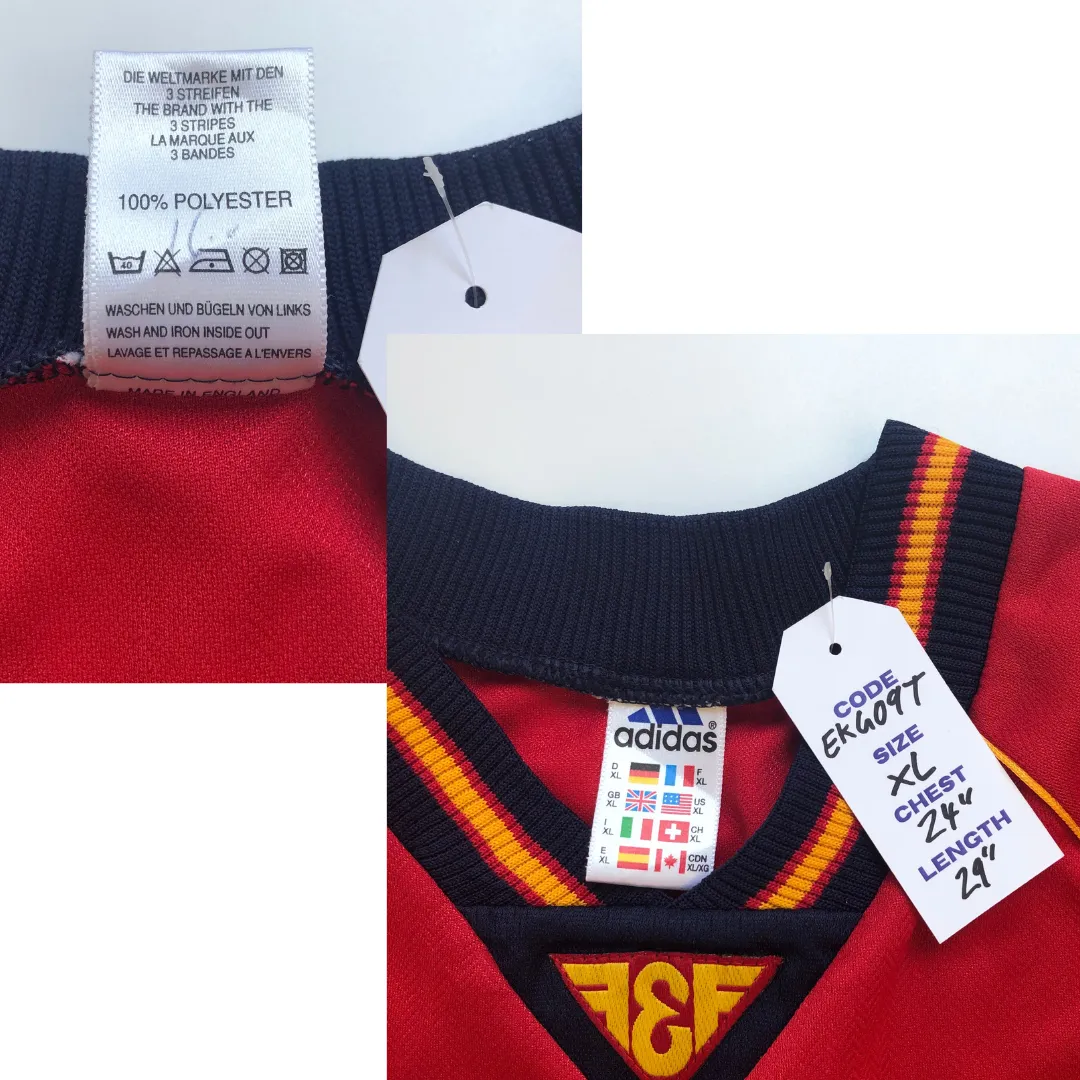 DIE WELTMARKE MIT DEN
3 STREIFEN
THE BRAND WITH THE
3 STRIPES
LA MARQUE AUX
3 BANDES
100% POLYESTER
40
WASCHEN UND BÜGELN VON LINKS
WASH AND IRON INSIDE OUT
LAVAGE ET REPASSAGE A L'ENVERS
MADE IN ENGLAND
adidas®
D XL F XL
GB XL US XL
I XL CH XL
E XL CDN XL/XG
CODE
EKG09T
SIZE
XL
CHEST
24"
LENGTH
29"